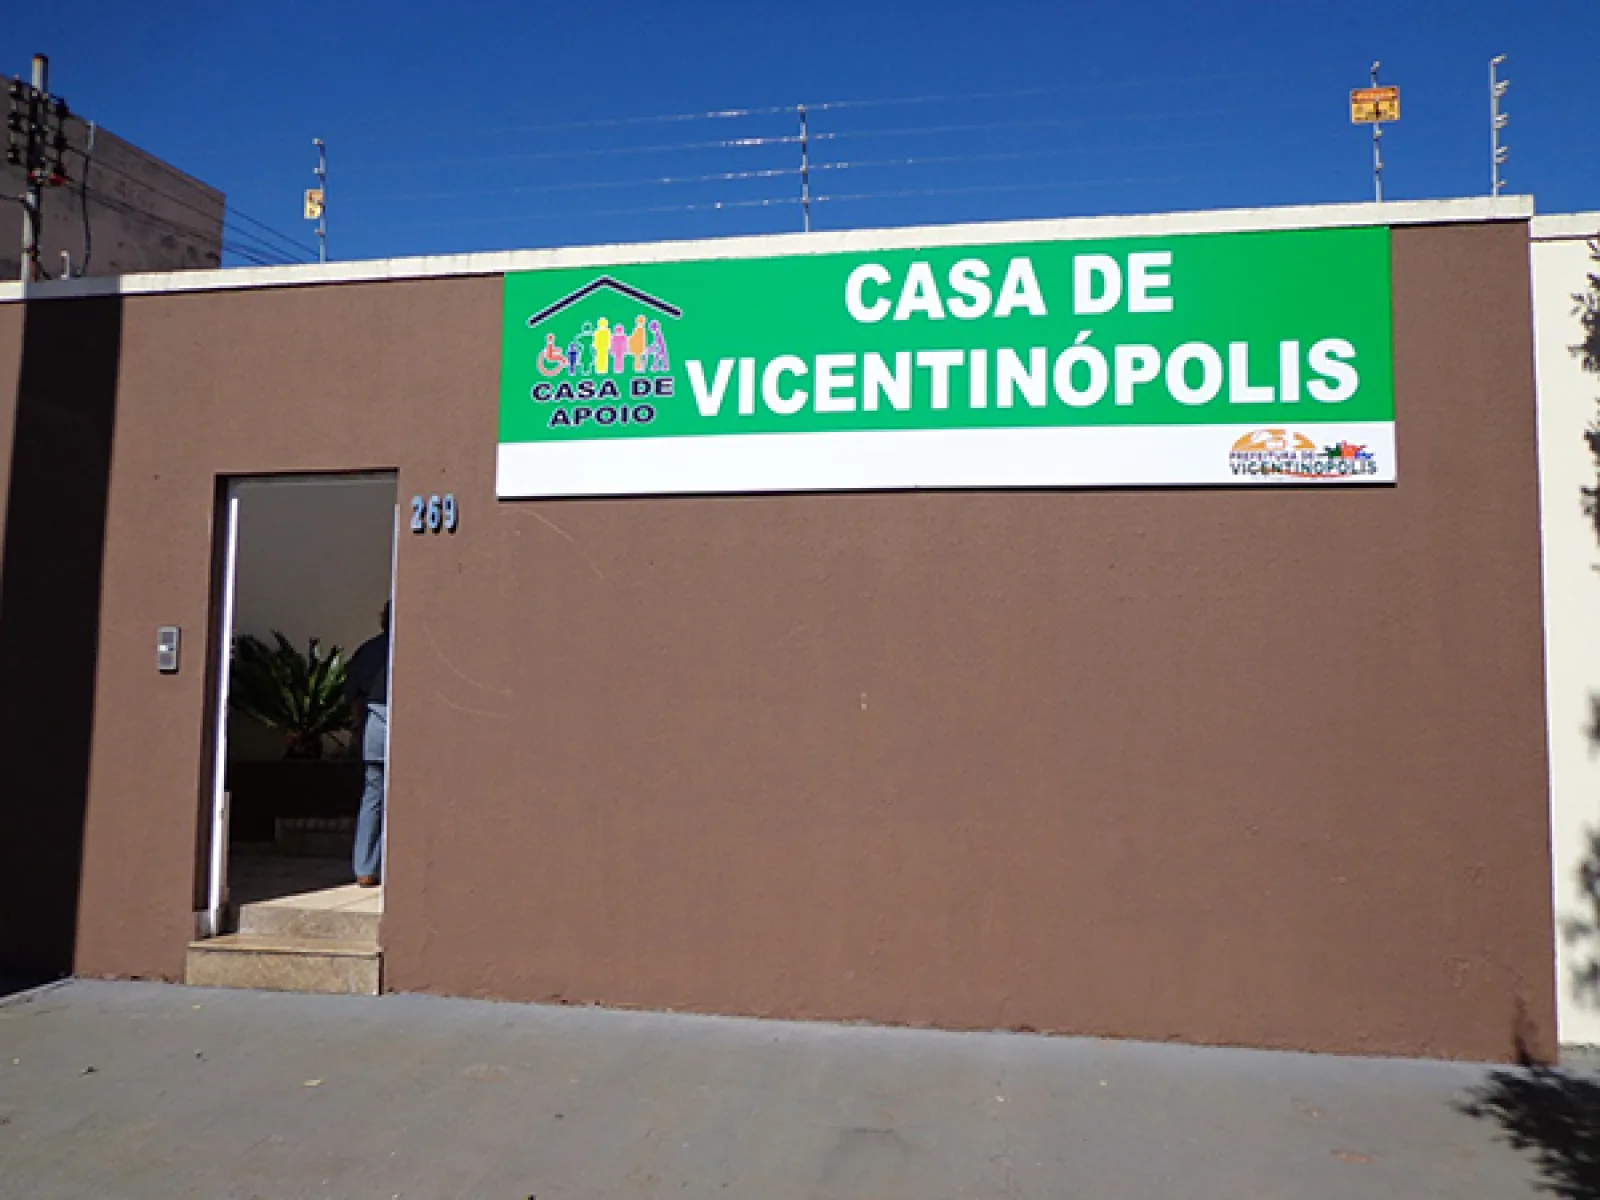 CASA DE
VICENTINÓPOLIS
CASA DE
APOIO
PREFEITURA DE
VICENTINÓPOLIS
269